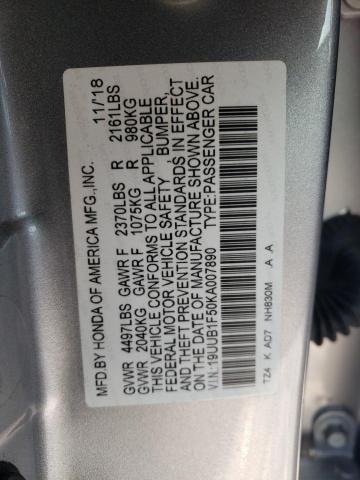 MFD.BY HONDA OF AMERICA MFG.,INC. 11/18
GVWR 4497LBS GAWR F 2370LBS R 2161LBS
GVWR 2040KG GAWR F 1075KG R 980KG
THIS VEHICLE CONFORMS TO ALL APPLICABLE
FEDERAL MOTOR VEHICLE SAFETY, BUMPER,
AND THEFT PREVENTION STANDARDS IN EFFECT
ON THE DATE OF MANUFACTURE SHOWN ABOVE.
V.I.N.:19UUB1F50KA007890 TYPE:PASSENGER CAR
TZ4 K AD7 NH830M A A